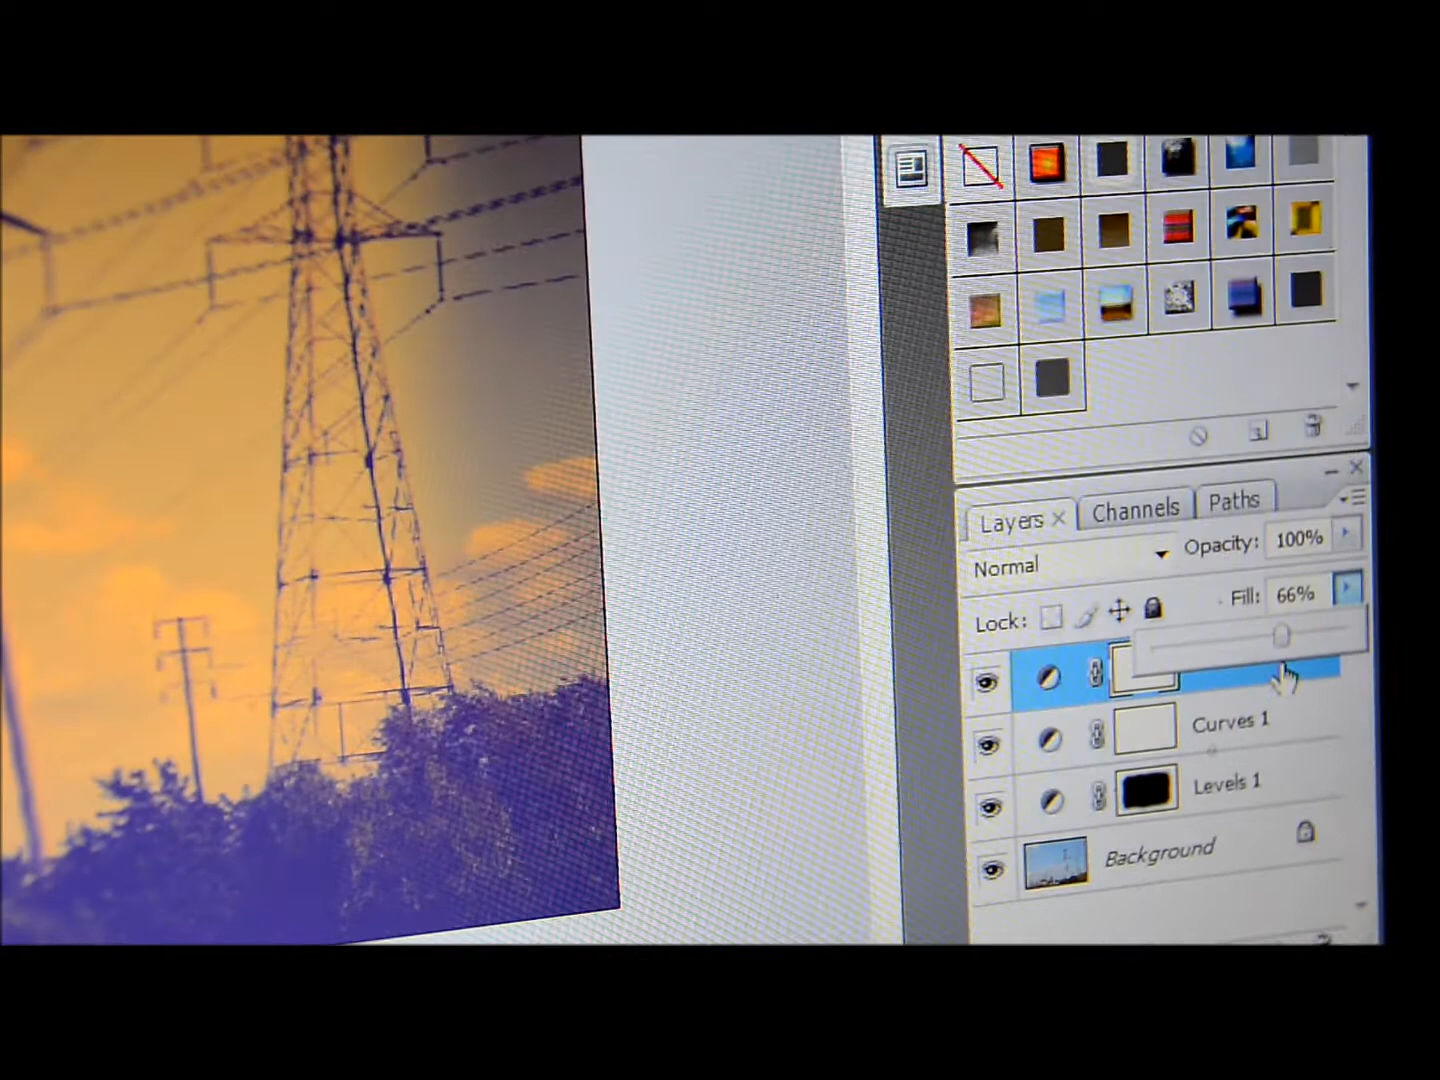 Layers Channels Paths
Normal Opacity: 100%
Lock: Fill: 66%
Curves 1
Levels 1
Background